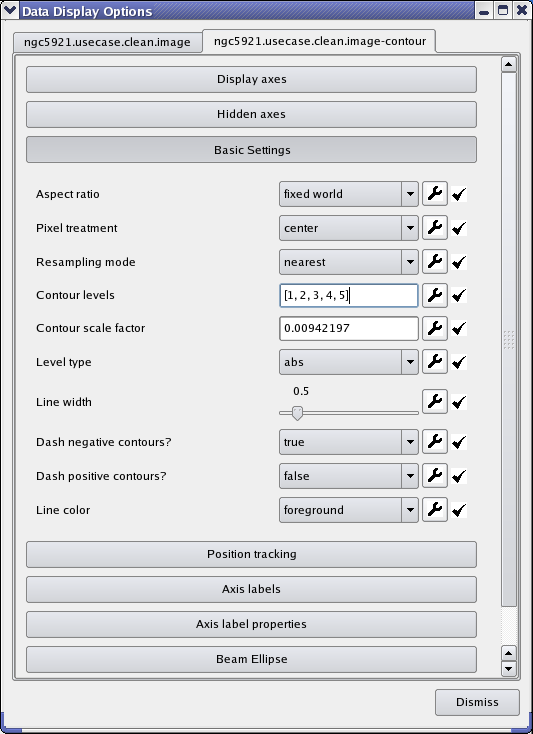 Data Display Options
ngc5921.usecase.clean.image
ngc5921.usecase.clean.image-contour
Display axes
Hidden axes
Basic Settings
Aspect ratio fixed world
Pixel treatment center
Resampling mode nearest
Contour levels [1, 2, 3, 4, 5]
Contour scale factor 0.00942197
Level type abs
0.5
Line width
Dash negative contours? true
Dash positive contours? false
Line color foreground
Position tracking
Axis labels
Axis label properties
Beam Ellipse
Dismiss